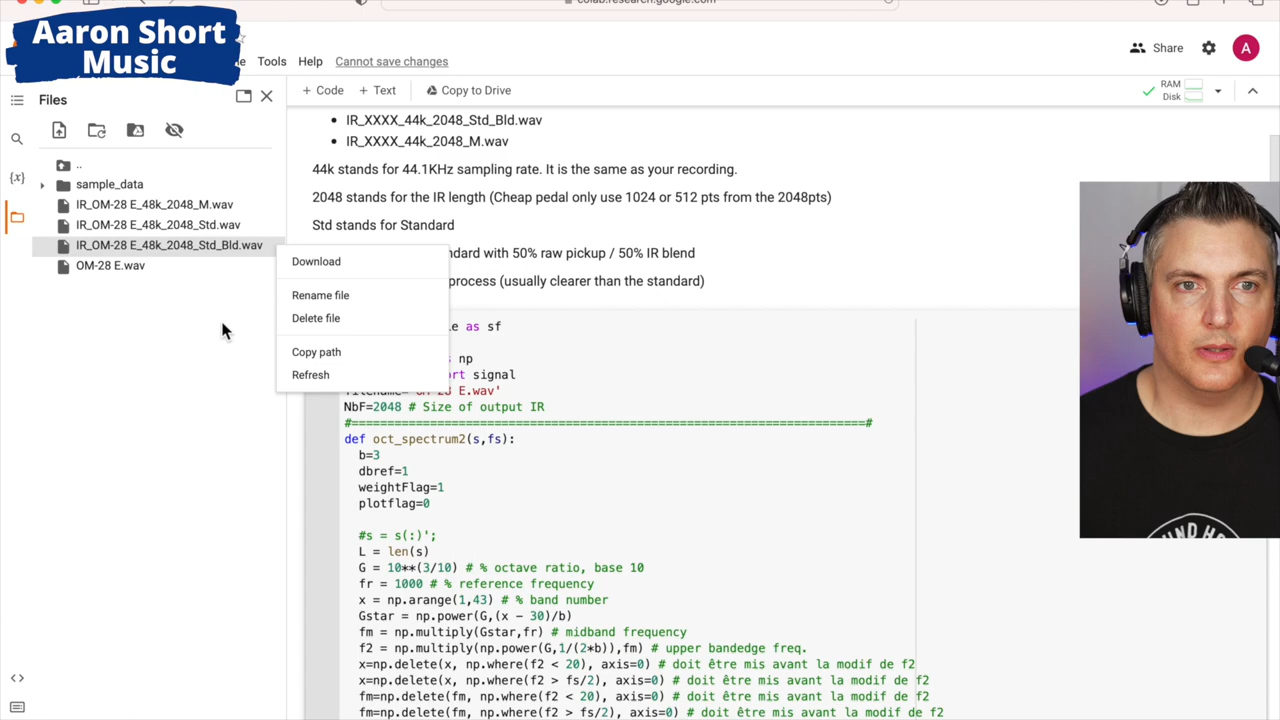 colab.research.google.com
Aaron Short
Music
Tools
Help
Cannot save changes
Share
A
Files
+ Code
+ Text
Copy to Drive
RAM
Disk
..
sample_data
IR_OM-28 E_48k_2048_M.wav
IR_OM-28 E_48k_2048_Std.wav
IR_OM-28 E_48k_2048_Std_Bld.wav
OM-28 E.wav
{x}
Download
Rename file
Delete file
Copy path
Refresh
IR_XXXX_44k_2048_Std_Bld.wav
IR_XXXX_44k_2048_M.wav
44k stands for 44.1KHz sampling rate. It is the same as your recording.
2048 stands for the IR length (Cheap pedal only use 1024 or 512 pts from the 2048pts)
Std stands for Standard
ndard with 50% raw pickup / 50% IR blend
process (usually clearer than the standard)
le as sf
s np
ort signal
E.wav'
NbF=2048 # Size of output IR
#=====================================================================#
def oct_spectrum2(s,fs):
b=3
dbref=1
weightFlag=1
plotflag=0
#s = s(:)';
L = len(s)
G = 10**(3/10) # % octave ratio, base 10
fr = 1000 # % reference frequency
x = np.arange(1,43) # % band number
Gstar = np.power(G,(x - 30)/b)
fm = np.multiply(Gstar,fr) # midband frequency
f2 = np.multiply(np.power(G,1/(2*b)),fm) # upper bandedge freq.
x=np.delete(x, np.where(f2 < 20), axis=0) # doit être mis avant la modif de f2
x=np.delete(x, np.where(f2 > fs/2), axis=0) # doit être mis avant la modif de f2
fm=np.delete(fm, np.where(f2 < 20), axis=0) # doit être mis avant la modif de f2
fm=np.delete(fm, np.where(f2 > fs/2), axis=0) # doit être mis avant la modif de f2